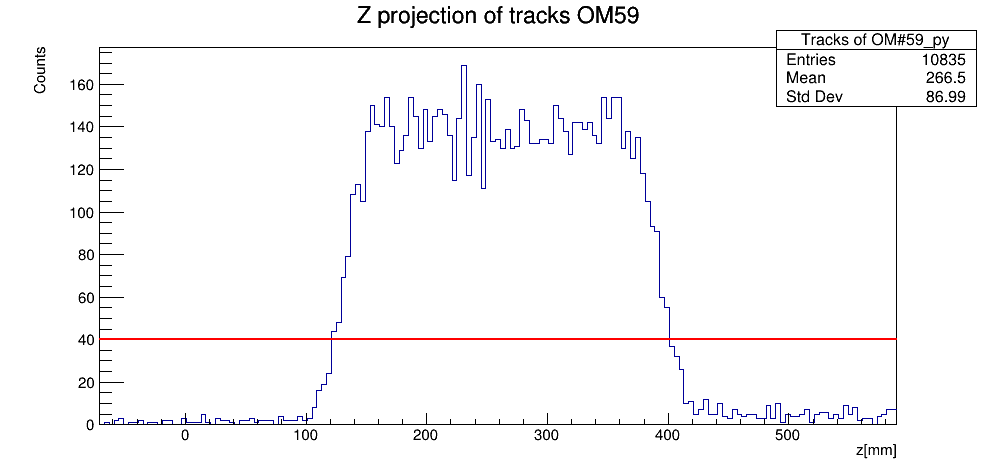 Z projection of tracks OM59
Counts
Tracks of OM#59_py
Entries 10835
Mean 266.5
Std Dev 86.99
160
140
120
100
80
60
40
20
0
0 100 200 300 400 500
z[mm]